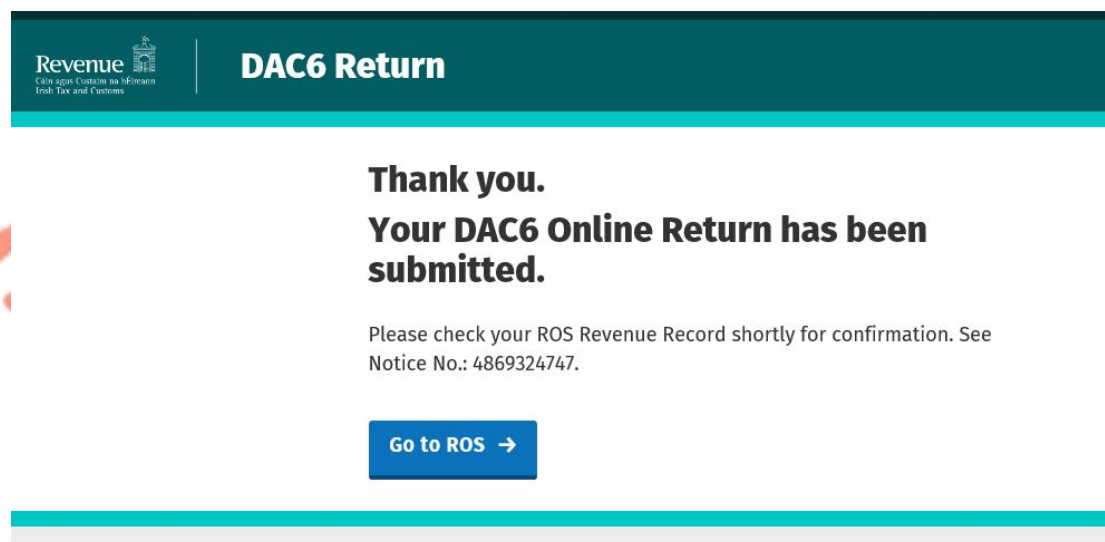 Revenue
Cáin agus Custaim na hÉireann
Irish Tax and Customs
DAC6 Return
Thank you.
Your DAC6 Online Return has been
submitted.
Please check your ROS Revenue Record shortly for confirmation. See
Notice No.: 4869324747.
Go to ROS →